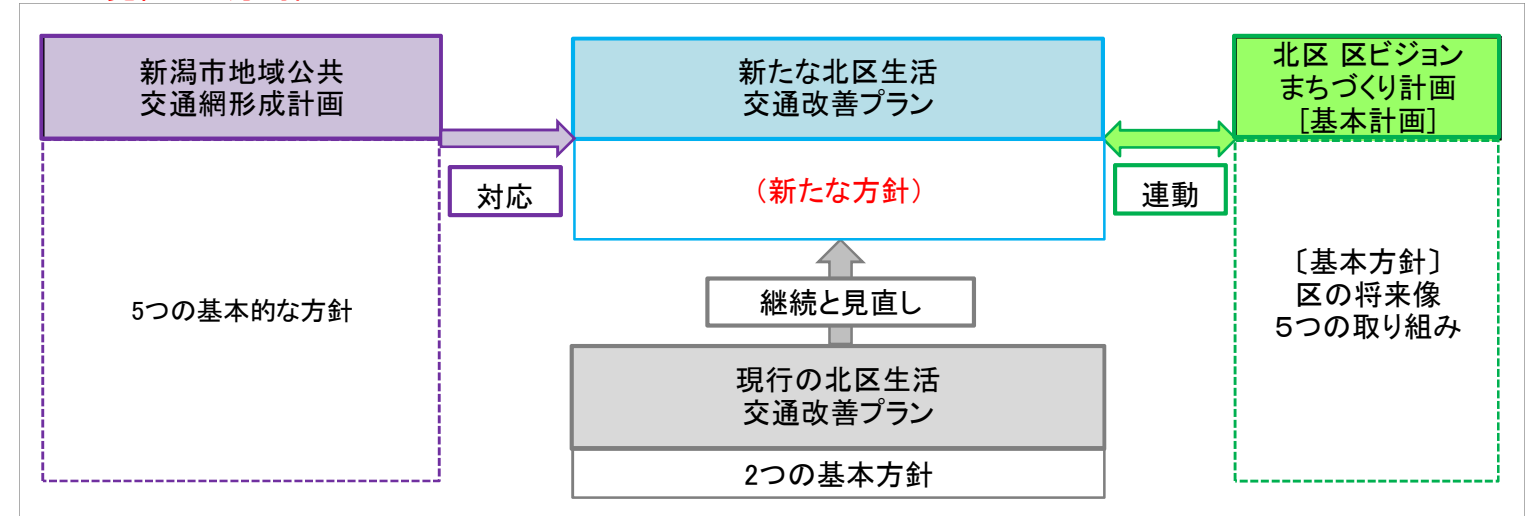 新潟市地域公共
交通網形成計画
5つの基本的な方針
対応
新たな北区生活
交通改善プラン
（新たな方針）
継続と見直し
現行の北区生活
交通改善プラン
2つの基本方針
連動
北区 区ビジョン
まちづくり計画
[基本計画]
〔基本方針〕
区の将来像
５つの取り組み